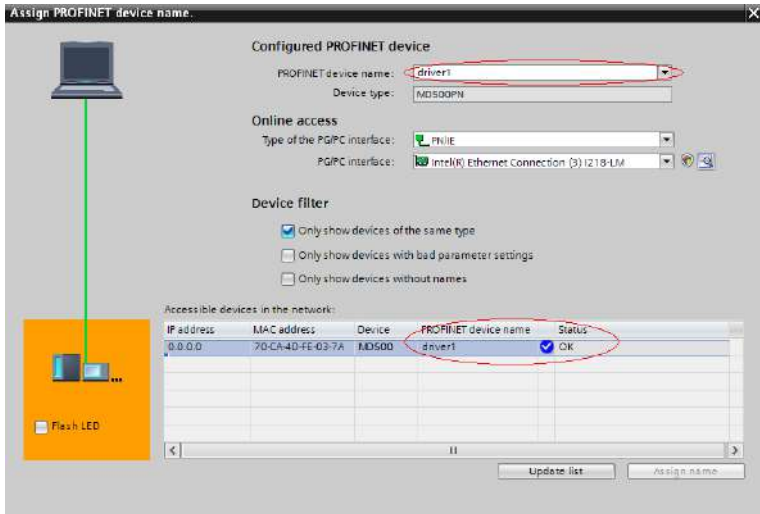 Assign PROFINET device name.
Configured PROFINET device
PROFINET device name: driver1
Device type: MD500PN
Online access
Type of the PG/PC interface: PN/IE
PG/PC interface: Intel(R) Ethernet Connection (3) I218-LM
Device filter
Only show devices of the same type
Only show devices with bad parameter settings
Only show devices without names
Accessible devices in the network:
IP address MAC address Device PROFINET device name Status
0.0.0.0 70-CA-4D-FE-03-7A MD500 driver1 OK
Flash LED
Update list Assign name